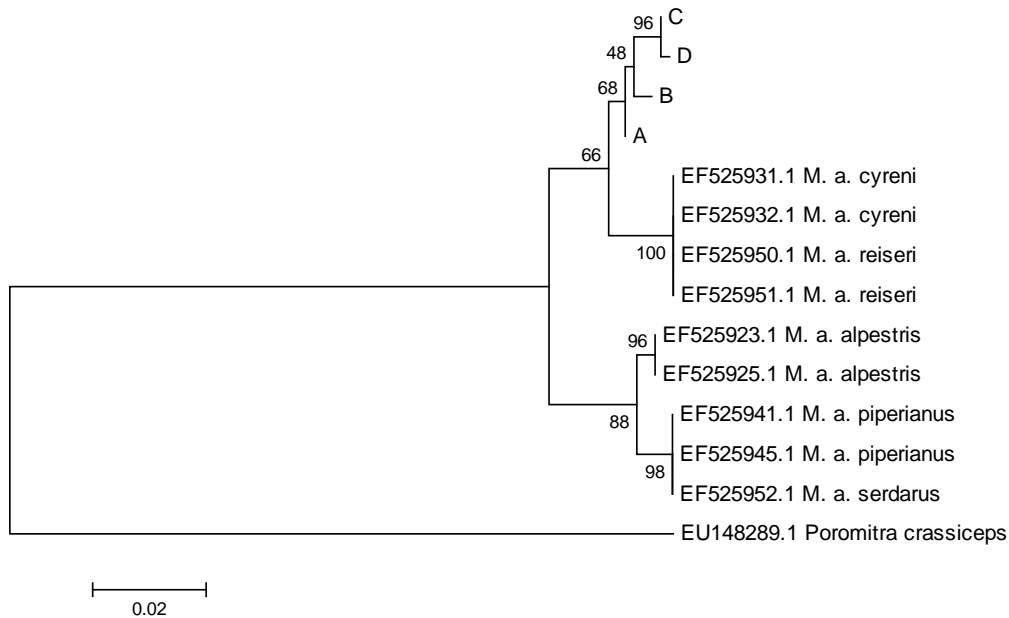 96
C
48
D
68
B
A
66
EF525931.1 M. a. cyreni
EF525932.1 M. a. cyreni
100
EF525950.1 M. a. reiseri
EF525951.1 M. a. reiseri
96
EF525923.1 M. a. alpestris
EF525925.1 M. a. alpestris
88
EF525941.1 M. a. piperianus
EF525945.1 M. a. piperianus
98
EF525952.1 M. a. serdarus
EU148289.1 Poromitra crassiceps
0.02